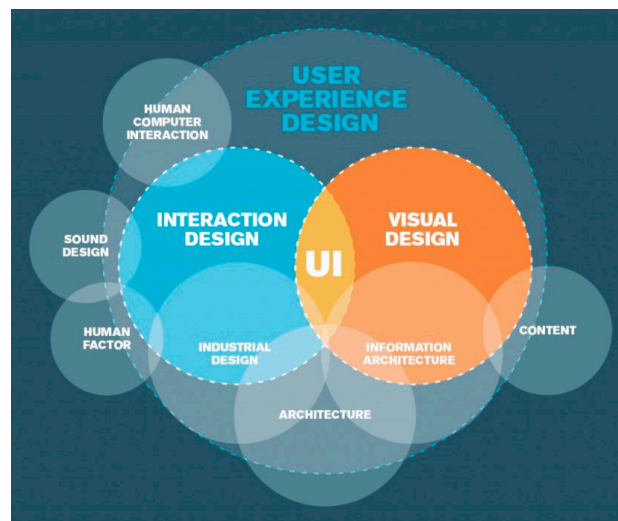 USER
EXPERIENCE
DESIGN
HUMAN
COMPUTER
INTERACTION
INTERACTION
DESIGN
VISUAL
DESIGN
SOUND
DESIGN
UI
HUMAN
FACTOR
INDUSTRIAL
DESIGN
INFORMATION
ARCHITECTURE
CONTENT
ARCHITECTURE